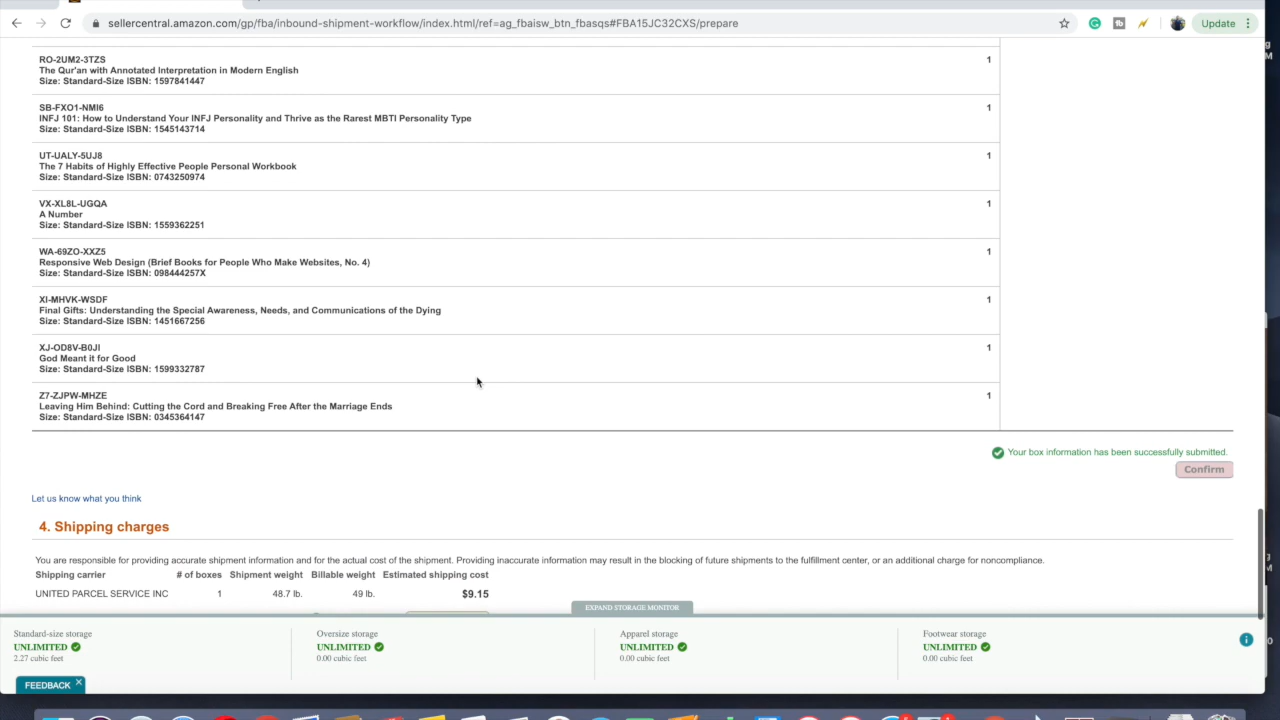 sellercentral.amazon.com/gp/fba/inbound-shipment-workflow/index.html/ref=ag_fbaisw_btn_fbasqs#FBA15JC32CXS/prepare
Update
RO-2UM2-3TZS 1
The Qur'an with Annotated Interpretation in Modern English
Size: Standard-Size ISBN: 1597841447
SB-FXO1-NMI6 1
INFJ 101: How to Understand Your INFJ Personality and Thrive as the Rarest MBTI Personality Type
Size: Standard-Size ISBN: 1545143714
UT-UALY-5UJ8 1
The 7 Habits of Highly Effective People Personal Workbook
Size: Standard-Size ISBN: 0743250974
VX-XL8L-UGQA 1
A Number
Size: Standard-Size ISBN: 1559362251
WA-69ZO-XXZ5 1
Responsive Web Design (Brief Books for People Who Make Websites, No. 4)
Size: Standard-Size ISBN: 098444257X
XI-MHVK-WSDF 1
Final Gifts: Understanding the Special Awareness, Needs, and Communications of the Dying
Size: Standard-Size ISBN: 1451667256
XJ-OD8V-B0JI 1
God Meant it for Good
Size: Standard-Size ISBN: 1599332787
Z7-ZJPW-MHZE 1
Leaving Him Behind: Cutting the Cord and Breaking Free After the Marriage Ends
Size: Standard-Size ISBN: 0345364147
Your box information has been successfully submitted.
Confirm
Let us know what you think
4. Shipping charges
You are responsible for providing accurate shipment information and for the actual cost of the shipment. Providing inaccurate information may result in the blocking of future shipments to the fulfillment center, or an additional charge for noncompliance.
Shipping carrier # of boxes Shipment weight Billable weight Estimated shipping cost
UNITED PARCEL SERVICE INC 1 48.7 lb. 49 lb. $9.15
EXPAND STORAGE MONITOR
Standard-size storage Oversize storage Apparel storage Footwear storage
UNLIMITED UNLIMITED UNLIMITED UNLIMITED
2.27 cubic feet 0.00 cubic feet 0.00 cubic feet 0.00 cubic feet
FEEDBACK